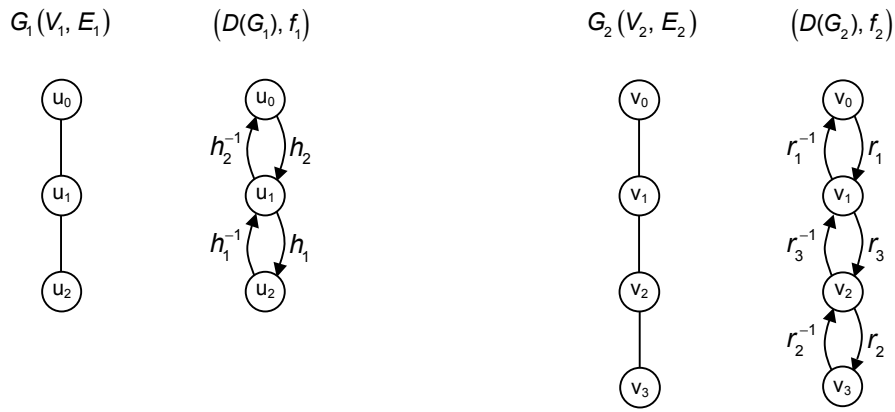 G₁(V₁, E₁) (D(G₁), f₁) G₂(V₂, E₂) (D(G₂), f₂)
u₀ u₀ v₀ v₀
h₂⁻¹ h₂ r₁⁻¹ r₁
u₁ u₁ v₁ v₁
h₁⁻¹ h₁ r₃⁻¹ r₃
u₂ u₂ v₂ v₂
r₂⁻¹ r₂
v₃ v₃